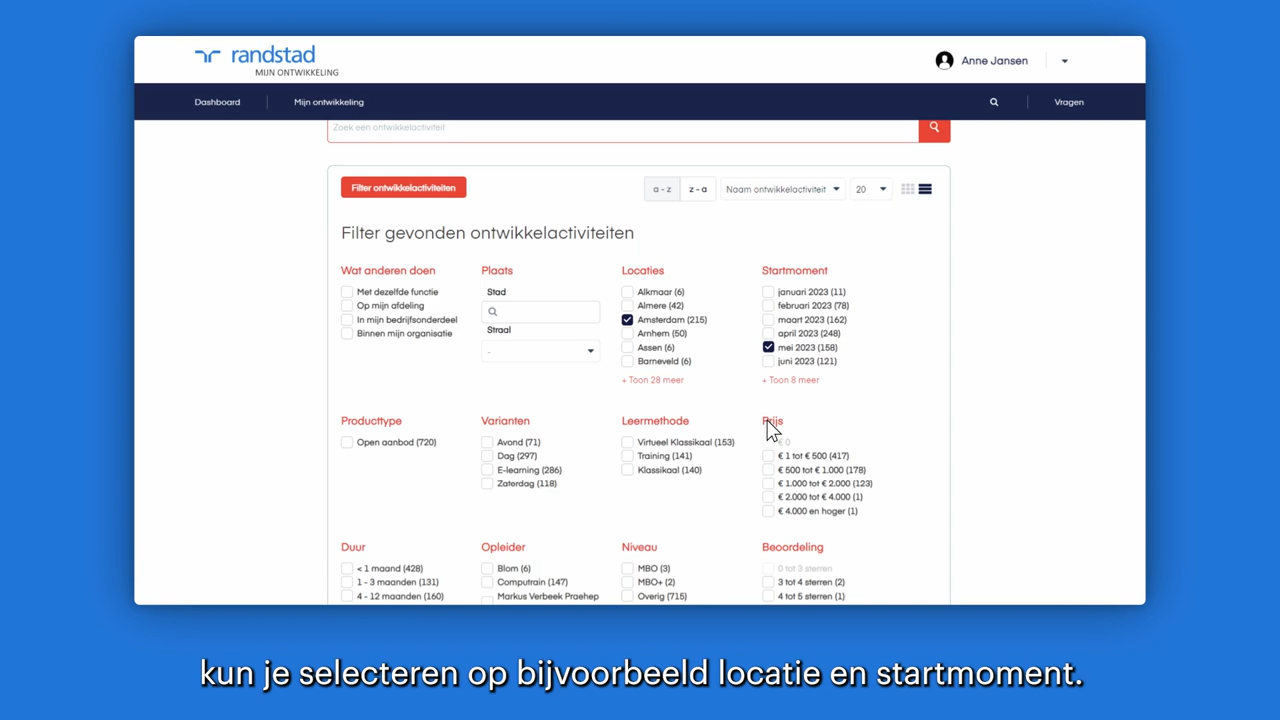 randstad
MIJN ONTWIKKELING
Anne Jansen
Dashboard
Mijn ontwikkeling
Vragen
Zoek een ontwikkelactiviteit
Filter ontwikkelactiviteiten
a - z
z - a
Naam ontwikkelactiviteit
20
Filter gevonden ontwikkelactiviteiten
Wat anderen doen
Met dezelfde functie
Op mijn afdeling
In mijn bedrijfsonderdeel
Binnen mijn organisatie
Plaats
Stad
Straal
-
Locaties
Alkmaar (6)
Almere (42)
Amsterdam (215)
Arnhem (50)
Assen (6)
Barneveld (6)
+ Toon 28 meer
Startmoment
januari 2023 (11)
februari 2023 (78)
maart 2023 (162)
april 2023 (248)
mei 2023 (158)
juni 2023 (121)
+ Toon 8 meer
Producttype
Open aanbod (720)
Varianten
Avond (71)
Dag (297)
E-learning (286)
Zaterdag (118)
Leermethode
Virtueel Klassikaal (153)
Training (141)
Klassikaal (140)
Prijs
€ 0
€ 1 tot € 500 (417)
€ 500 tot € 1.000 (178)
€ 1.000 tot € 2.000 (123)
€ 2.000 tot € 4.000 (1)
€ 4.000 en hoger (1)
Duur
< 1 maand (428)
1 - 3 maanden (131)
4 - 12 maanden (160)
Opleider
Blom (6)
Computrain (147)
Markus Verbeek Praehep
Niveau
MBO (3)
MBO+ (2)
Overig (715)
Beoordeling
0 tot 3 sterren
3 tot 4 sterren (2)
4 tot 5 sterren (1)
kun je selecteren op bijvoorbeeld locatie en startmoment.